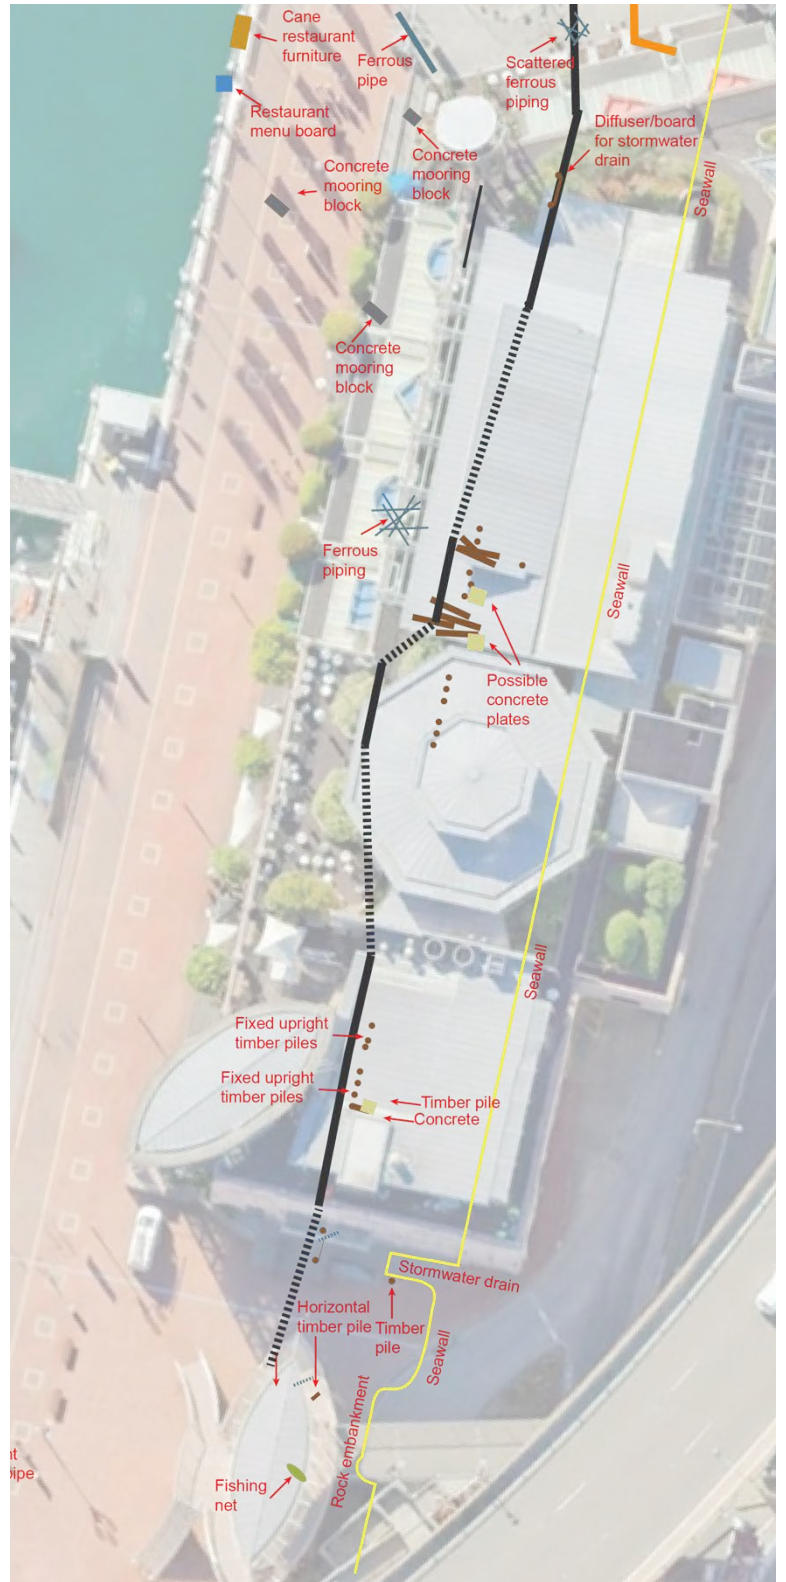 Cane
restaurant
furniture
Ferrous
pipe
Scattered
ferrous
piping
Restaurant
menu board
Diffuser/board
for stormwater
drain
Concrete
mooring
block
Concrete
mooring
block
Seawall
Concrete
mooring
block
Ferrous
piping
Seawall
Possible
concrete
plates
Seawall
Fixed upright
timber piles
Fixed upright
timber piles
Timber pile
Concrete
Stormwater drain
Horizontal
timber pile
Timber
pile
Seawall
Rock embankment
Fishing
net